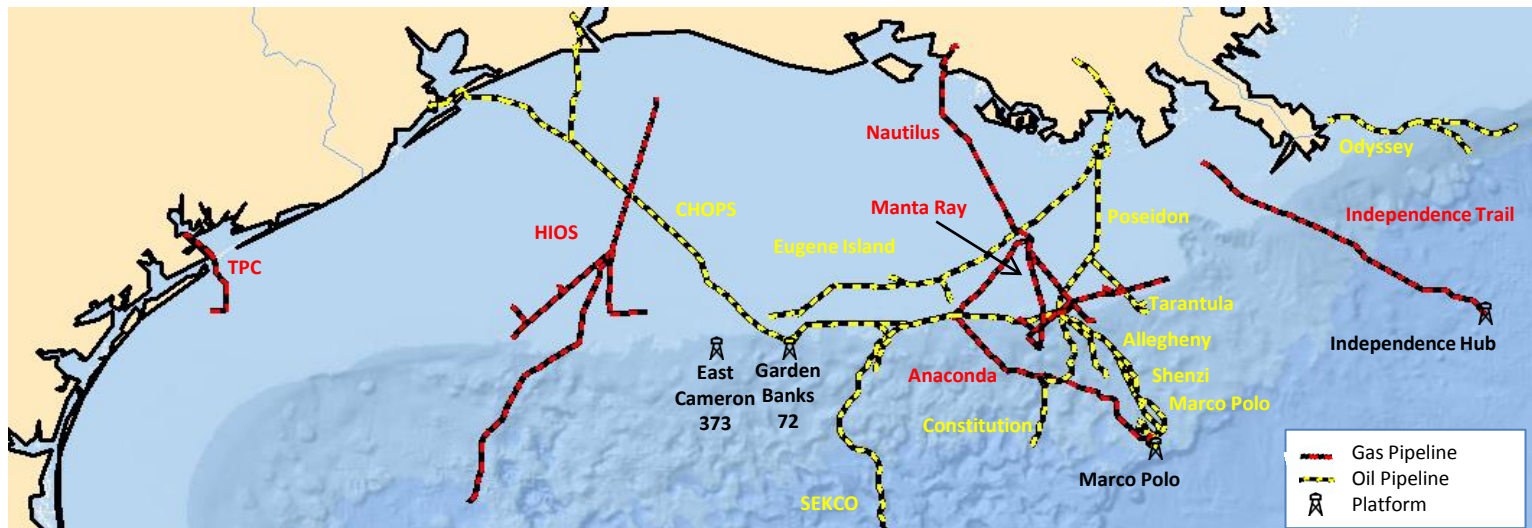 Nautilus
Odyssey
Manta Ray
CHOPS
Poseidon
Independence Trail
HIOS
Eugene Island
TPC
Tarantula
Independence Hub
Allegheny
East
Cameron
373
Garden
Banks
72
Anaconda
Shenzi
Marco Polo
Constitution
Marco Polo
SEKCO
Gas Pipeline
Oil Pipeline
Platform